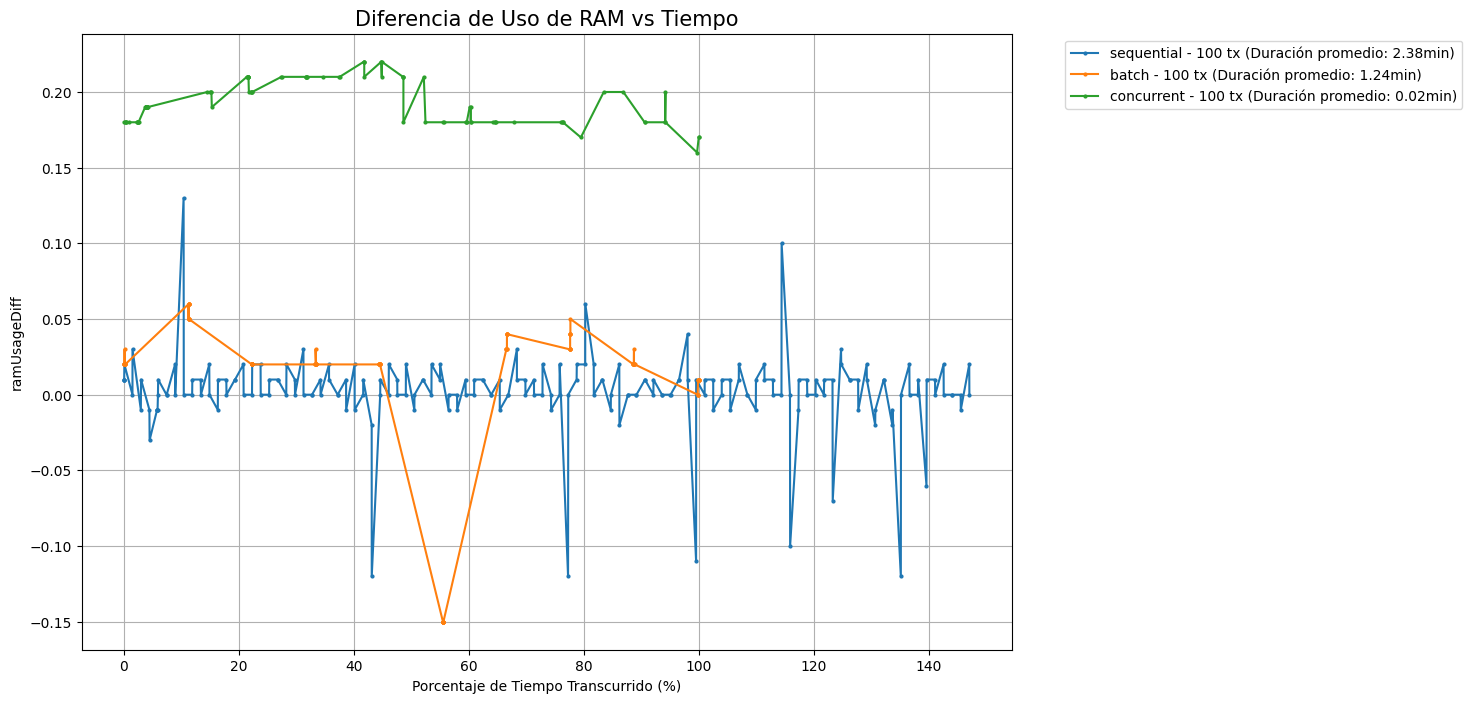 Diferencia de Uso de RAM vs Tiempo
sequential - 100 tx (Duración promedio: 2.38min)
batch - 100 tx (Duración promedio: 1.24min)
concurrent - 100 tx (Duración promedio: 0.02min)
ramUsageDiff
0.20
0.15
0.10
0.05
0.00
−0.05
−0.10
−0.15
0 20 40 60 80 100 120 140
Porcentaje de Tiempo Transcurrido (%)